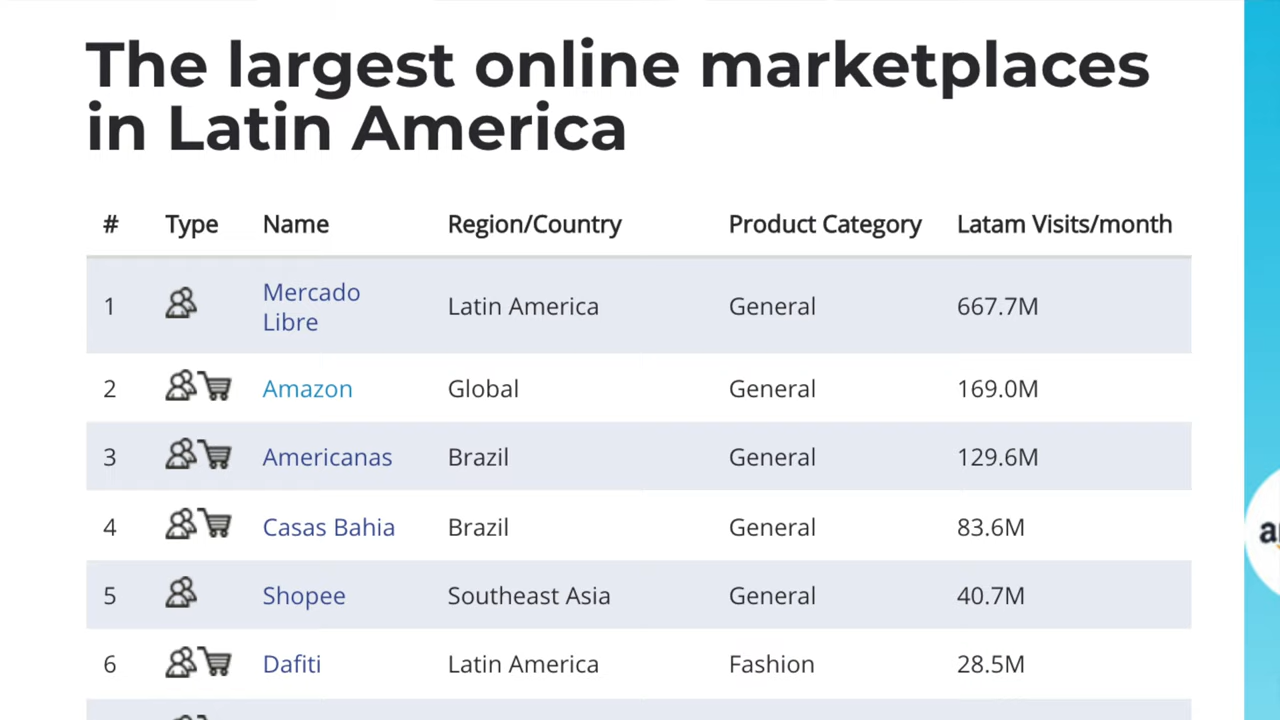 The largest online marketplaces
in Latin America
# Type Name Region/Country Product Category Latam Visits/month
1 Mercado Libre Latin America General 667.7M
2 Amazon Global General 169.0M
3 Americanas Brazil General 129.6M
4 Casas Bahia Brazil General 83.6M
5 Shopee Southeast Asia General 40.7M
6 Dafiti Latin America Fashion 28.5M